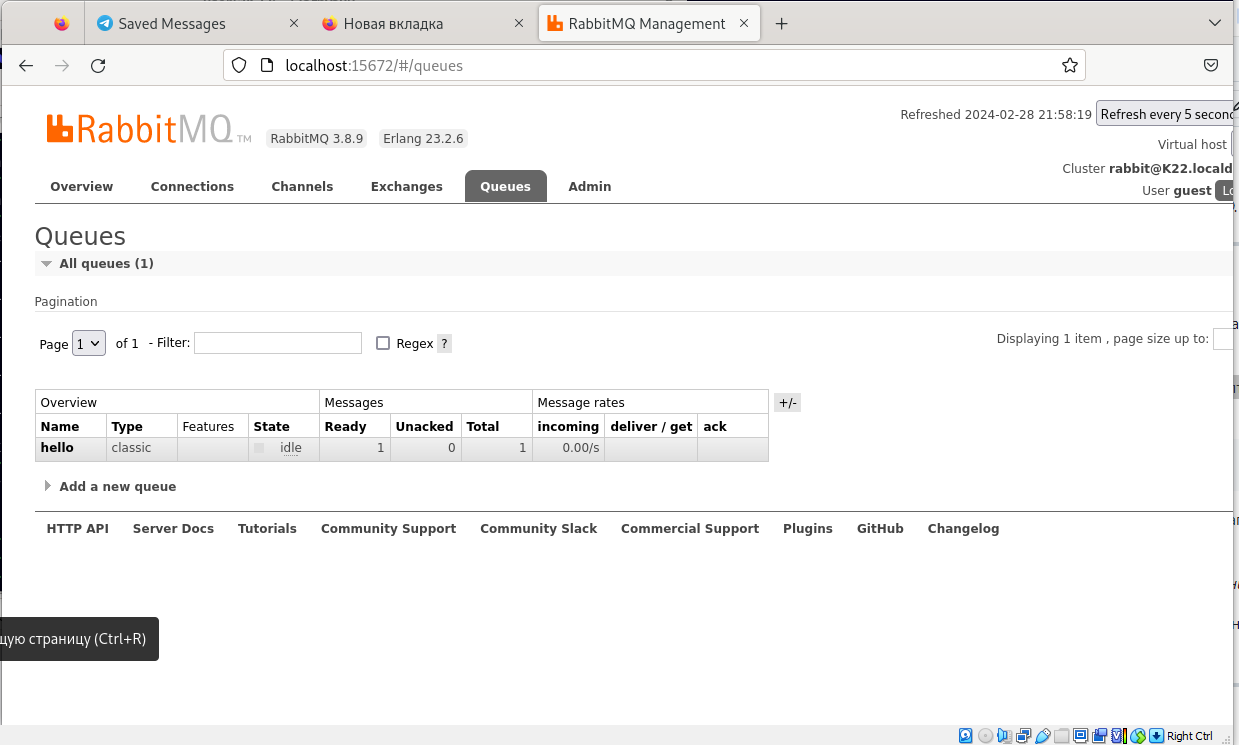 Saved Messages
Новая вкладка
RabbitMQ Management
localhost:15672/#/queues
RabbitMQ TM
RabbitMQ 3.8.9
Erlang 23.2.6
Refreshed 2024-02-28 21:58:19
Refresh every 5 second
Virtual host
Cluster rabbit@K22.locald
User guest
Lo
Overview Connections Channels Exchanges Queues Admin
Queues
All queues (1)
Pagination
Page 1 of 1 - Filter: Regex ?
Displaying 1 item , page size up to:
Overview Messages Message rates +/-
Name Type Features State Ready Unacked Total incoming deliver / get ack
hello classic idle 1 0 1 0.00/s
Add a new queue
HTTP API Server Docs Tutorials Community Support Community Slack Commercial Support Plugins GitHub Changelog
щую страницу (Ctrl+R)
Right Ctrl